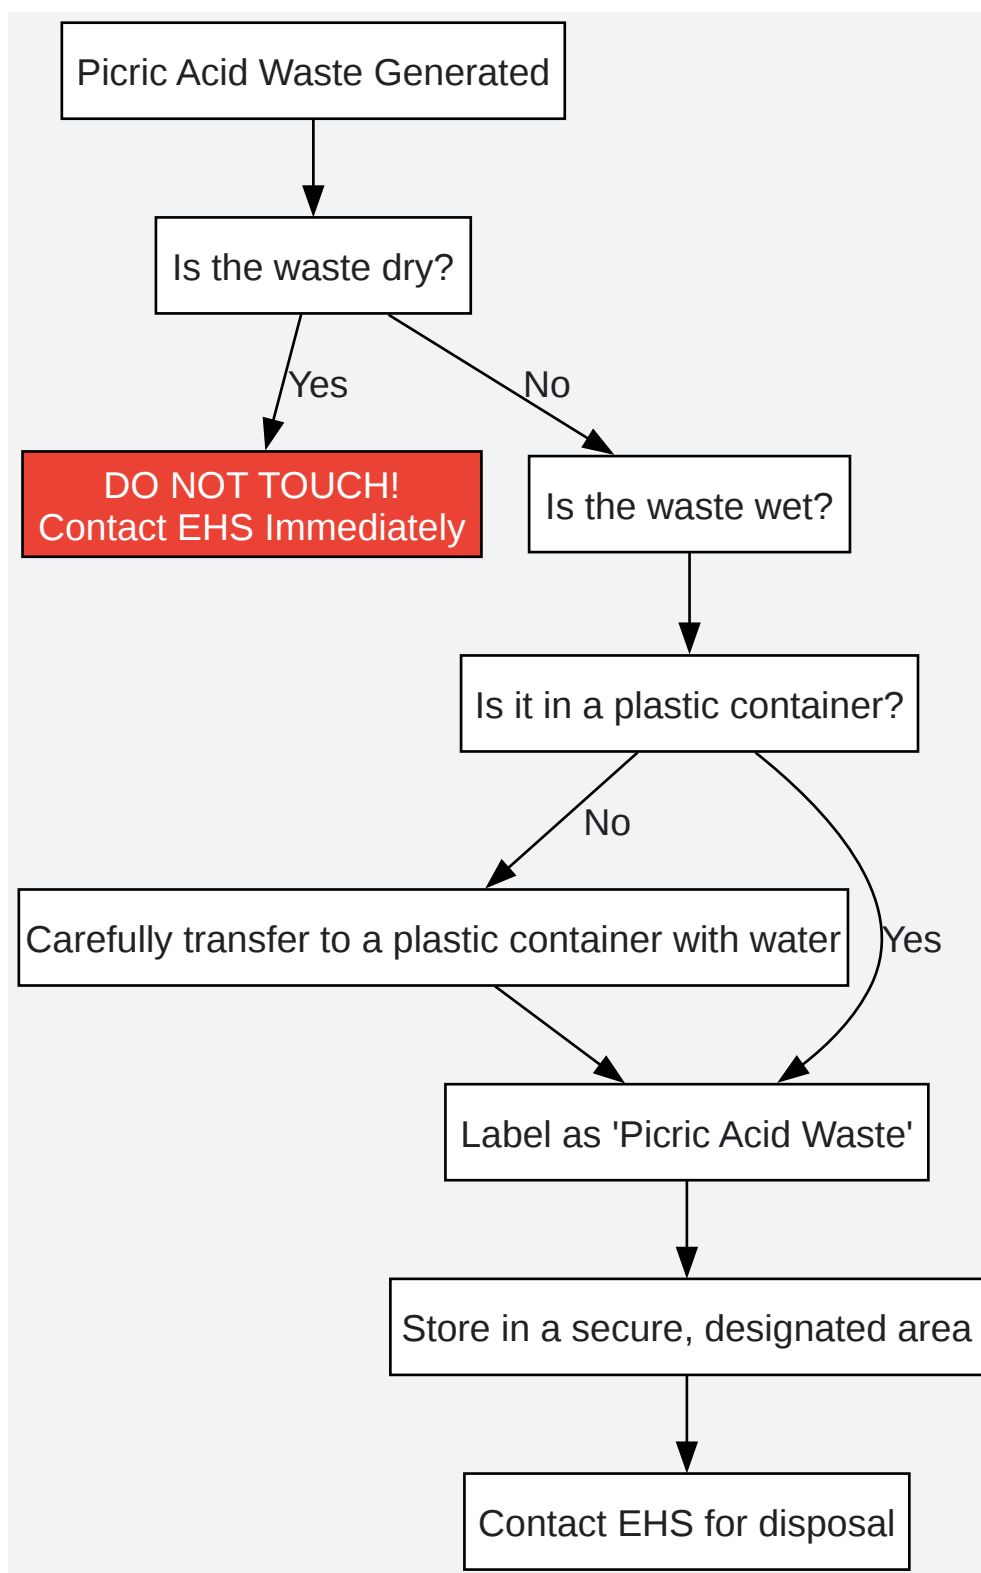 Picric Acid Waste Generated
Is the waste dry?
Yes
No
DO NOT TOUCH!
Contact EHS Immediately
Is the waste wet?
Is it in a plastic container?
No
Carefully transfer to a plastic container with water
Yes
Label as 'Picric Acid Waste'
Store in a secure, designated area
Contact EHS for disposal